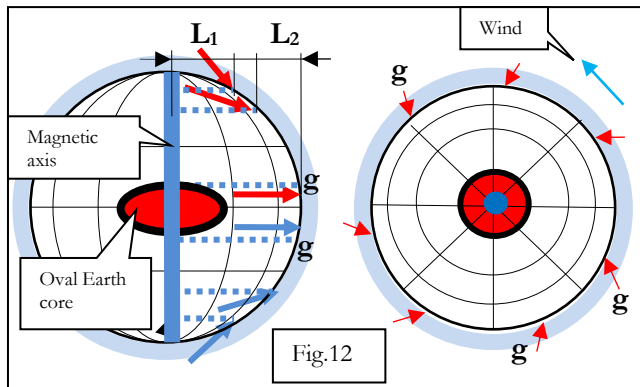 L1 L2
Wind
g
g
Magnetic
axis
g
g
Oval Earth
core
g
g
Fig.12